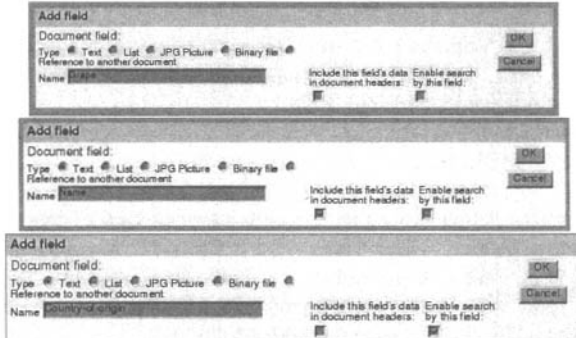 Add field
Document field:
OK
Type Text List JPG Picture Binary file
Reference to another document
Cancel
Name Grape
Include this field's data Enable search
in document headers: by this field:
Add field
Document field:
OK
Type Text List JPG Picture Binary file
Reference to another document
Cancel
Name Name
Include this field's data Enable search
in document headers: by this field:
Add field
Document field:
OK
Type Text List JPG Picture Binary file
Reference to another document
Cancel
Name Country of origin
Include this field's data Enable search
in document headers: by this field: